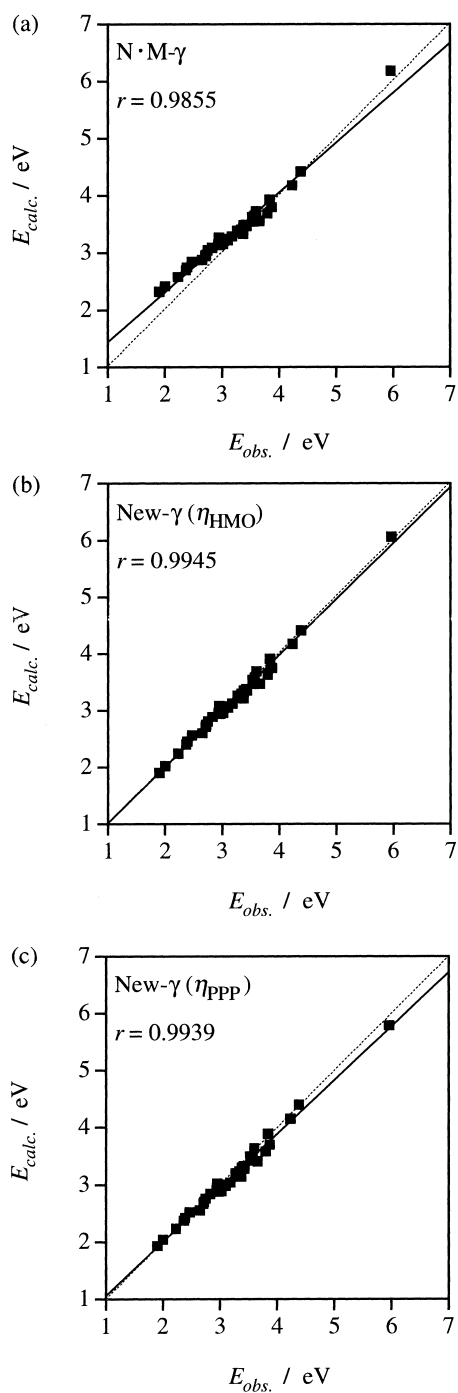 (a)
N·M-γ
r = 0.9855
7
6
5
4
3
2
1
E_calc. / eV
1 2 3 4 5 6 7
E_obs. / eV
(b)
New-γ (η_HMO)
r = 0.9945
7
6
5
4
3
2
1
E_calc. / eV
1 2 3 4 5 6 7
E_obs. / eV
(c)
New-γ (η_PPP)
r = 0.9939
7
6
5
4
3
2
1
E_calc. / eV
1 2 3 4 5 6 7
E_obs. / eV